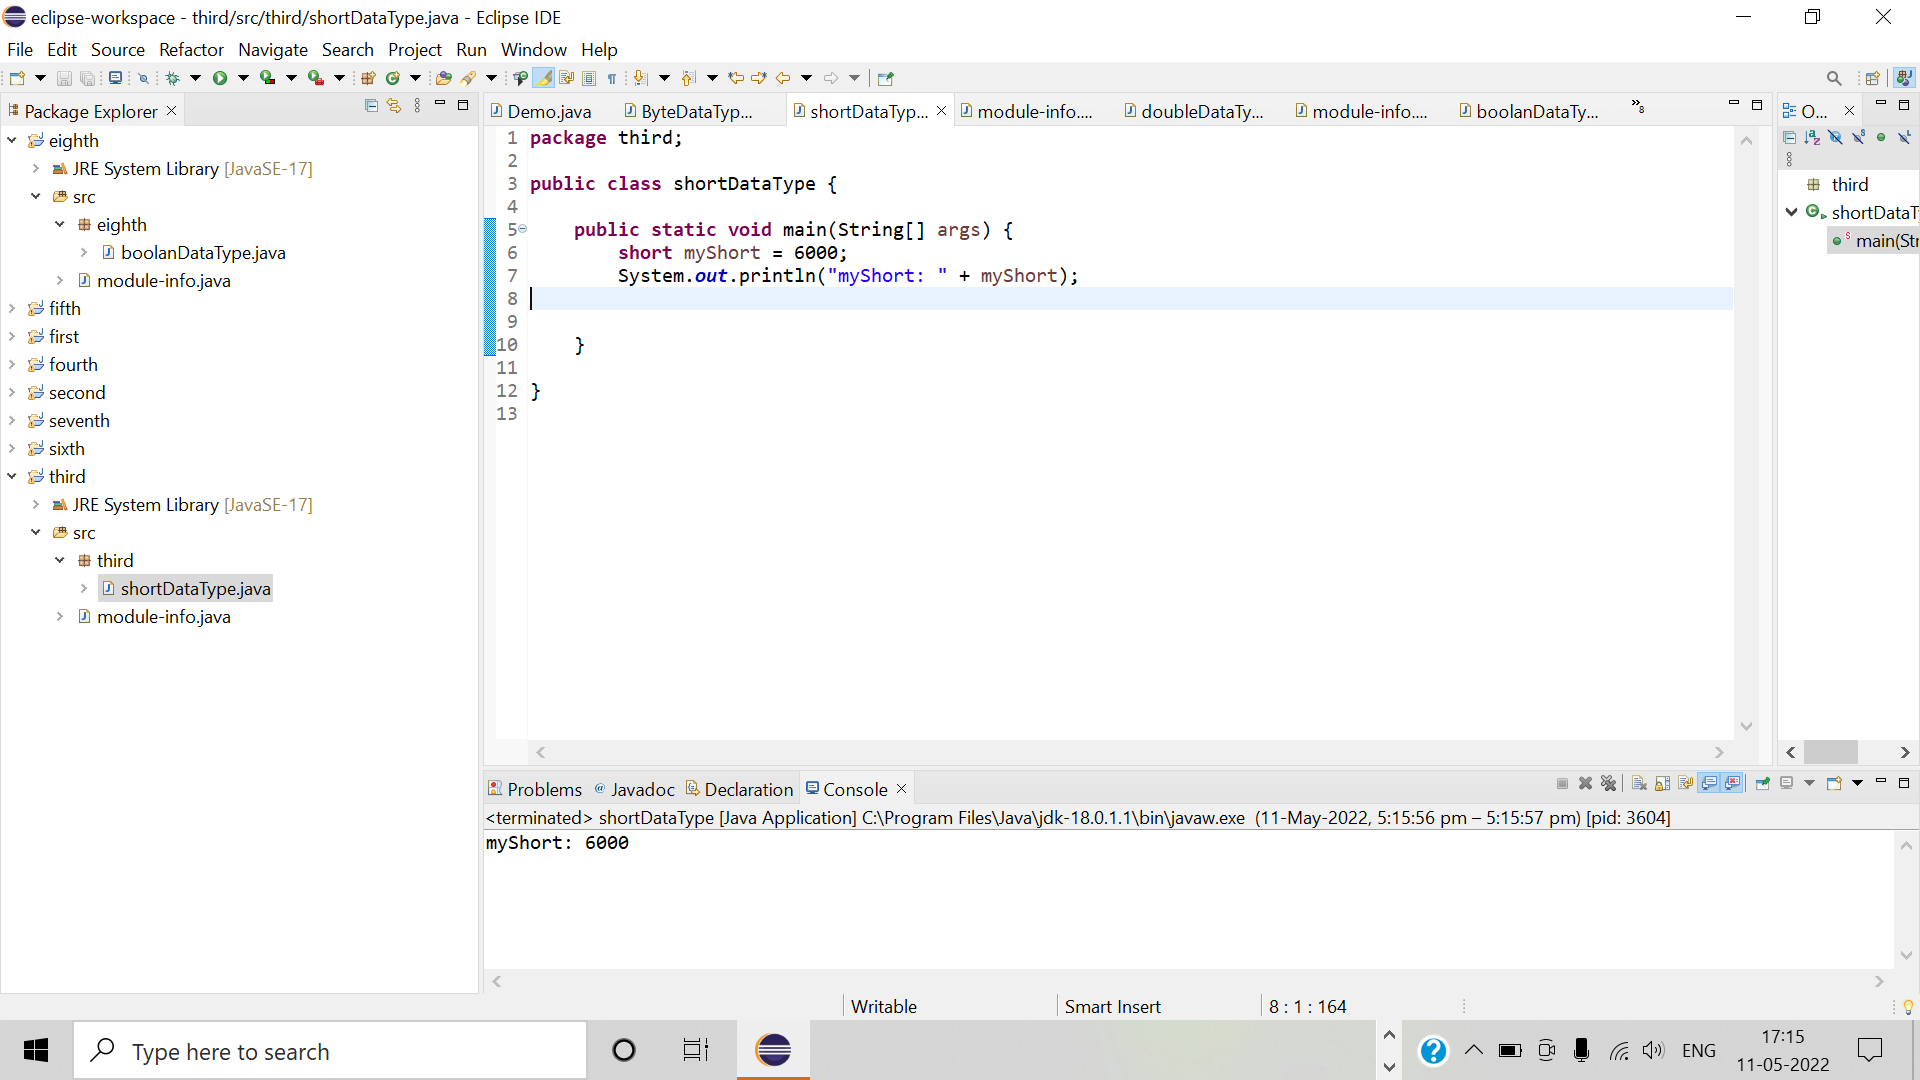 eclipse-workspace - third/src/third/shortDataType.java - Eclipse IDE
File Edit Source Refactor Navigate Search Project Run Window Help
Package Explorer
eighth
JRE System Library [JavaSE-17]
src
eighth
boolanDataType.java
module-info.java
fifth
first
fourth
second
seventh
sixth
third
JRE System Library [JavaSE-17]
src
third
shortDataType.java
module-info.java
Demo.java ByteDataTyp... shortDataTyp... module-info.... doubleDataTy... module-info.... boolanDataTy... »8
1 package third;
2
3 public class shortDataType {
4
5 public static void main(String[] args) {
6 short myShort = 6000;
7 System.out.println("myShort: " + myShort);
8
9
10 }
11
12 }
13
O...
third
shortDataT
main(Str
Problems Javadoc Declaration Console
<terminated> shortDataType [Java Application] C:\Program Files\Java\jdk-18.0.1.1\bin\javaw.exe (11-May-2022, 5:15:56 pm – 5:15:57 pm) [pid: 3604]
myShort: 6000
Writable Smart Insert 8 : 1 : 164
Type here to search
ENG
17:15
11-05-2022